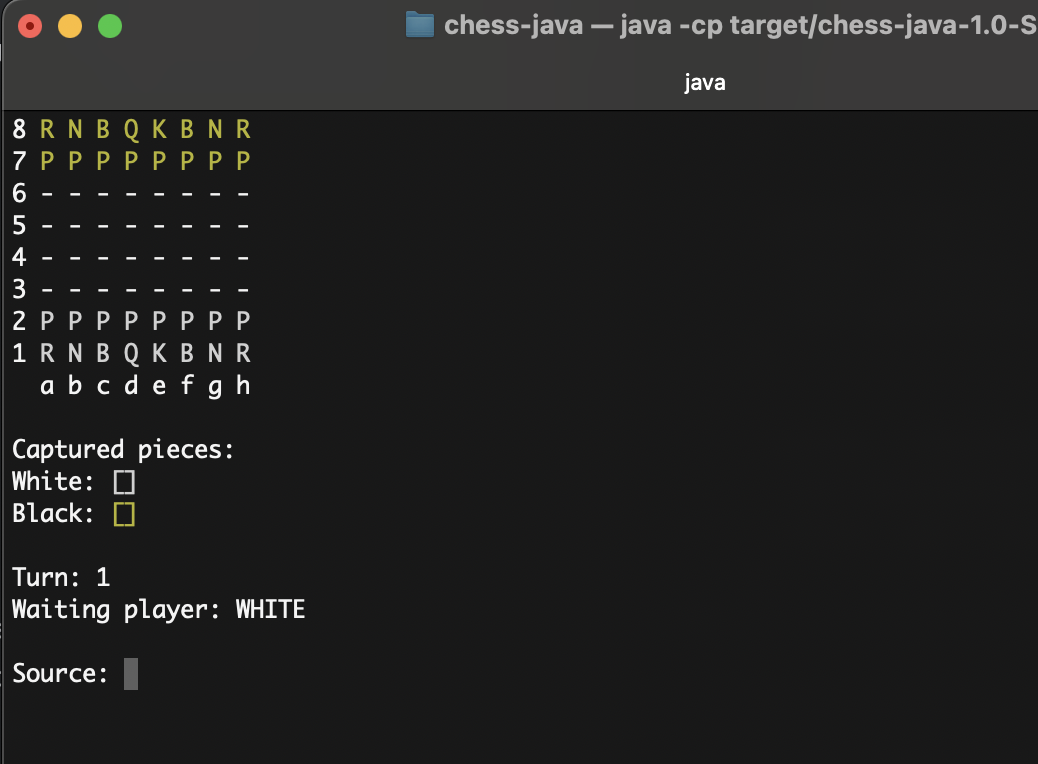 chess-java — java -cp target/chess-java-1.0-S
java
8 R N B Q K B N R
7 P P P P P P P P
6 - - - - - - - -
5 - - - - - - - -
4 - - - - - - - -
3 - - - - - - - -
2 P P P P P P P P
1 R N B Q K B N R
a b c d e f g h
Captured pieces:
White: []
Black: []
Turn: 1
Waiting player: WHITE
Source: